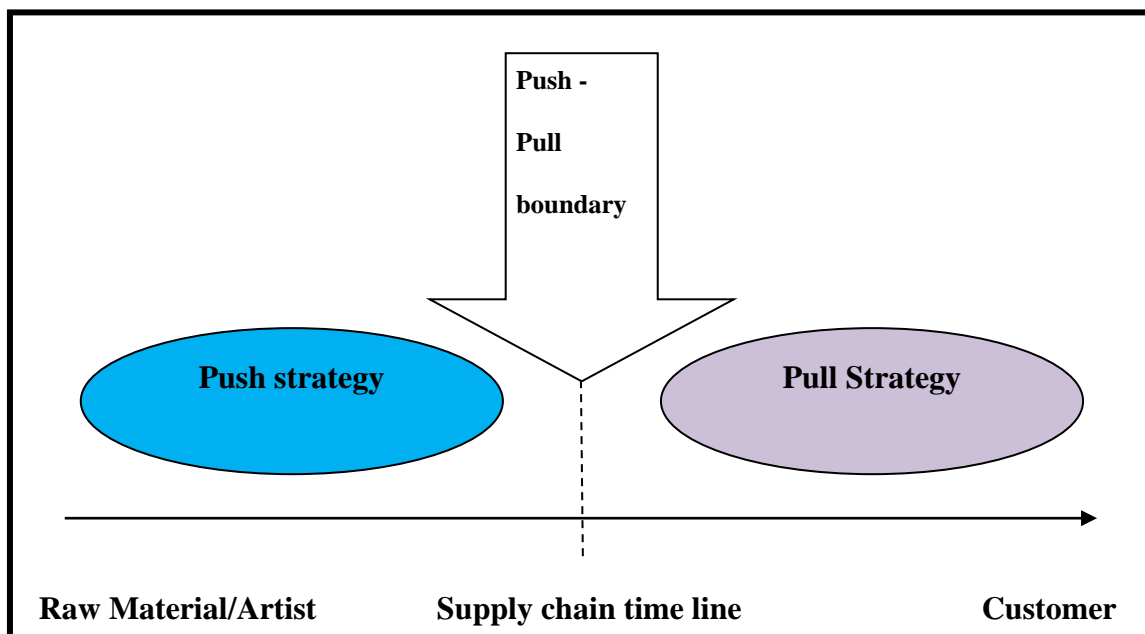 Push -
Pull
boundary
Push strategy
Pull Strategy
Raw Material/Artist
Supply chain time line
Customer